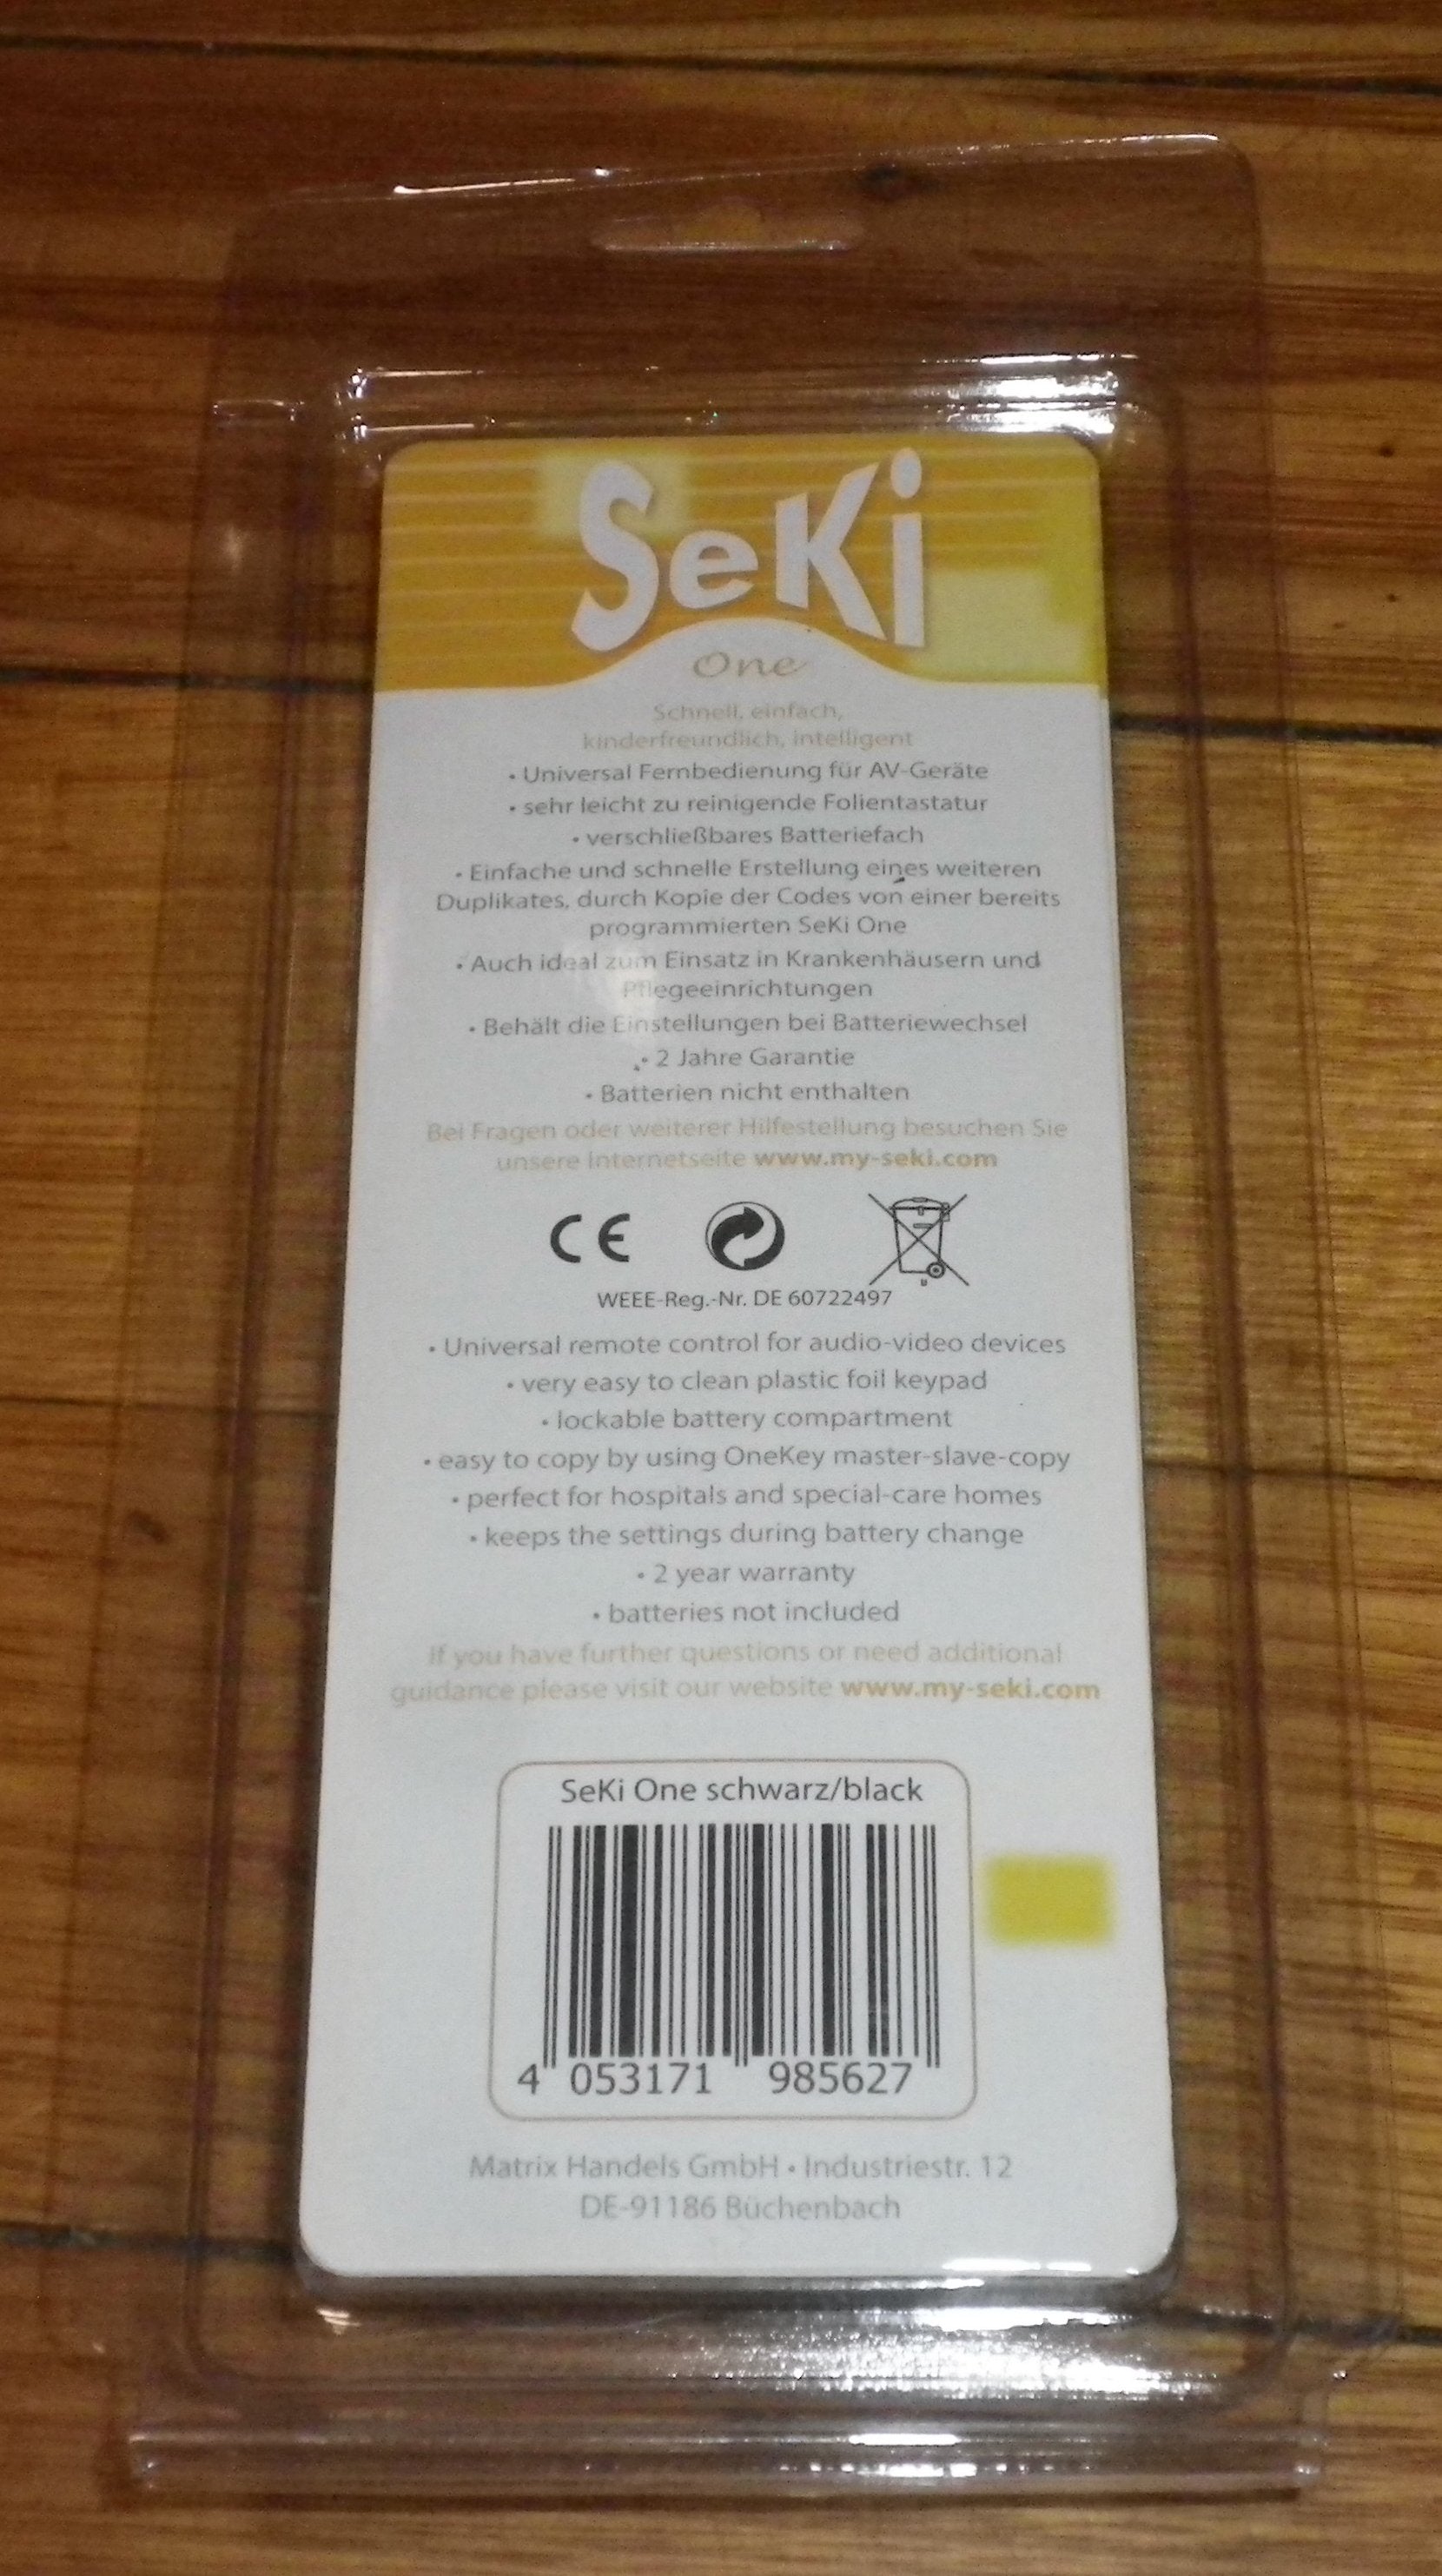 SeKi
One
Schnell, einfach,
kinderfreundlich, intelligent
• Universal Fernbedienung für AV-Geräte
• sehr leicht zu reinigende Folientastatur
• verschließbares Batteriefach
• Einfache und schnelle Erstellung eines weiteren
Duplikates, durch Kopie der Codes von einer bereits
programmierten SeKi One
• Auch ideal zum Einsatz in Krankenhäusern und
Pflegeeinrichtungen
• Behält die Einstellungen bei Batteriewechsel
• 2 Jahre Garantie
• Batterien nicht enthalten
Bei Fragen oder weiterer Hilfestellung besuchen Sie
unsere Internetseite www.my-seki.com
CE
WEEE-Reg.-Nr. DE 60722497
• Universal remote control for audio-video devices
• very easy to clean plastic foil keypad
• lockable battery compartment
• easy to copy by using OneKey master-slave-copy
• perfect for hospitals and special-care homes
• keeps the settings during battery change
• 2 year warranty
• batteries not included
If you have further questions or need additional
guidance please visit our website www.my-seki.com
SeKi One schwarz/black
4 053171 985627
Matrix Handels GmbH • Industriestr. 12
DE-91186 Büchenbach